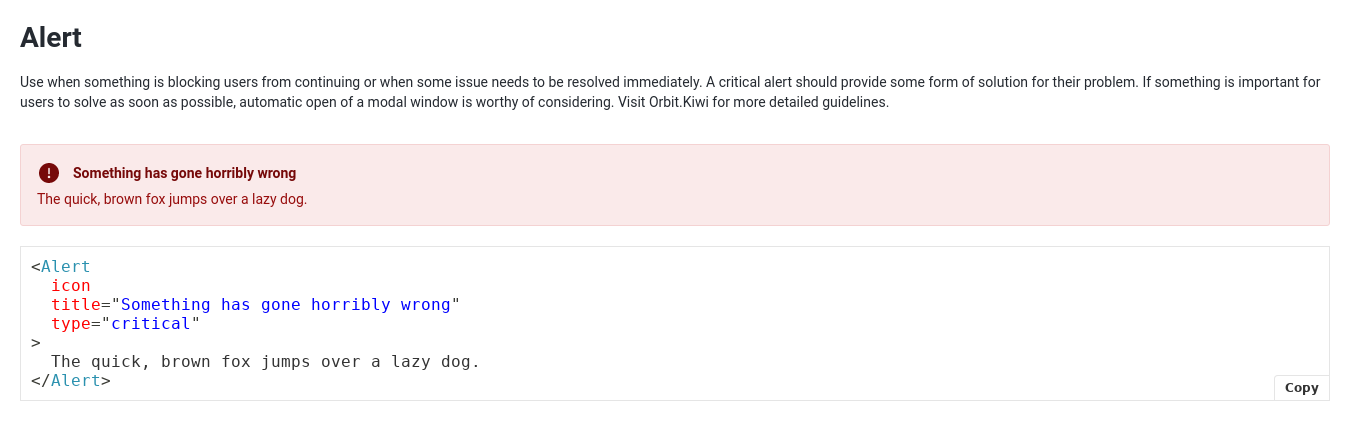 Alert
Use when something is blocking users from continuing or when some issue needs to be resolved immediately. A critical alert should provide some form of solution for their problem. If something is important for
users to solve as soon as possible, automatic open of a modal window is worthy of considering. Visit Orbit.Kiwi for more detailed guidelines.
Something has gone horribly wrong
The quick, brown fox jumps over a lazy dog.
<Alert
  icon
  title="Something has gone horribly wrong"
  type="critical"
>
  The quick, brown fox jumps over a lazy dog.
</Alert>
Copy